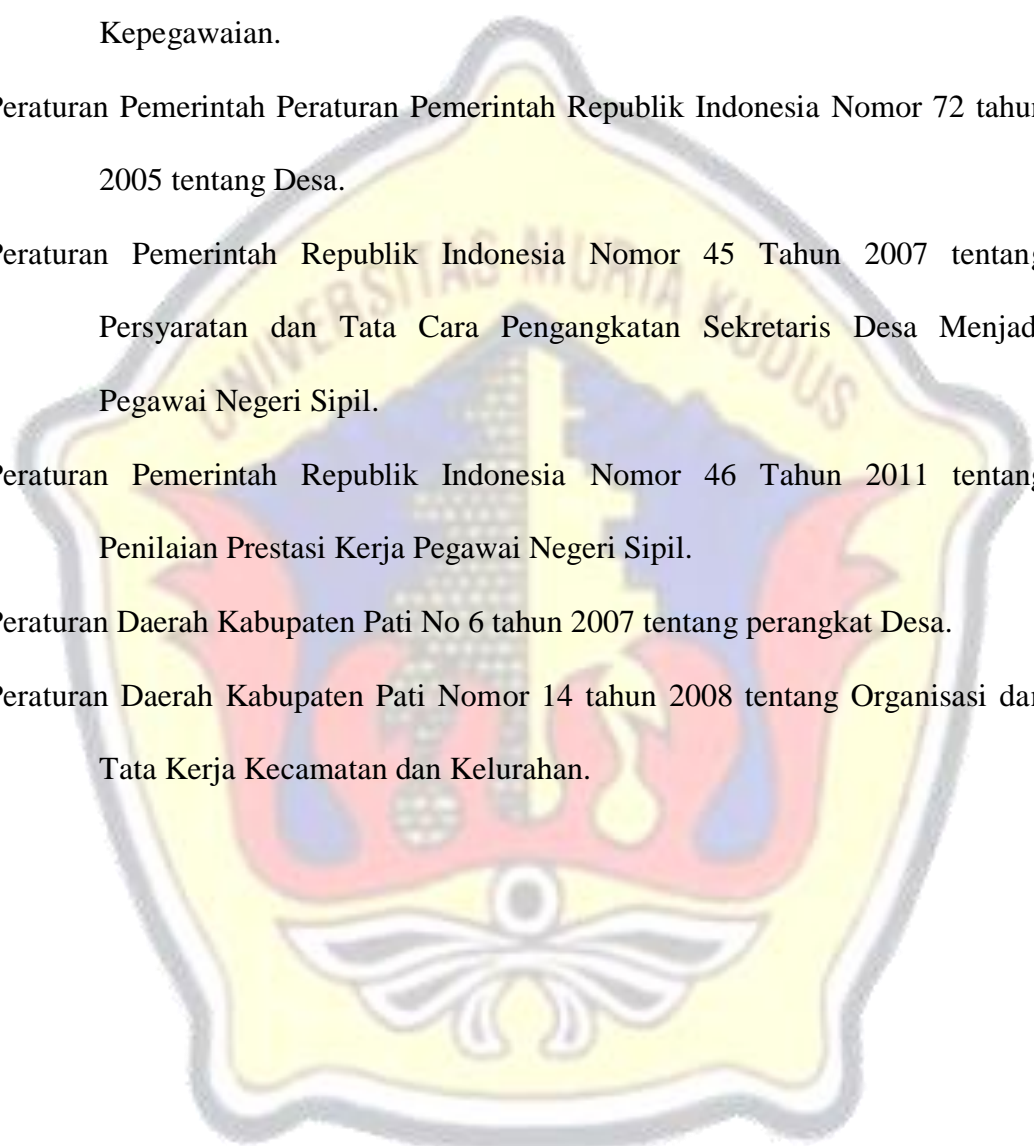 Kepegawaian.
Peraturan Pemerintah Peraturan Pemerintah Republik Indonesia Nomor 72 tahun
2005 tentang Desa.
Peraturan Pemerintah Republik Indonesia Nomor 45 Tahun 2007 tentang
Persyaratan dan Tata Cara Pengangkatan Sekretaris Desa Menjadi
Pegawai Negeri Sipil.
Peraturan Pemerintah Republik Indonesia Nomor 46 Tahun 2011 tentang
Penilaian Prestasi Kerja Pegawai Negeri Sipil.
Peraturan Daerah Kabupaten Pati No 6 tahun 2007 tentang perangkat Desa.
Peraturan Daerah Kabupaten Pati Nomor 14 tahun 2008 tentang Organisasi dan
Tata Kerja Kecamatan dan Kelurahan.
UNIVERSITAS MURIA KUDUS